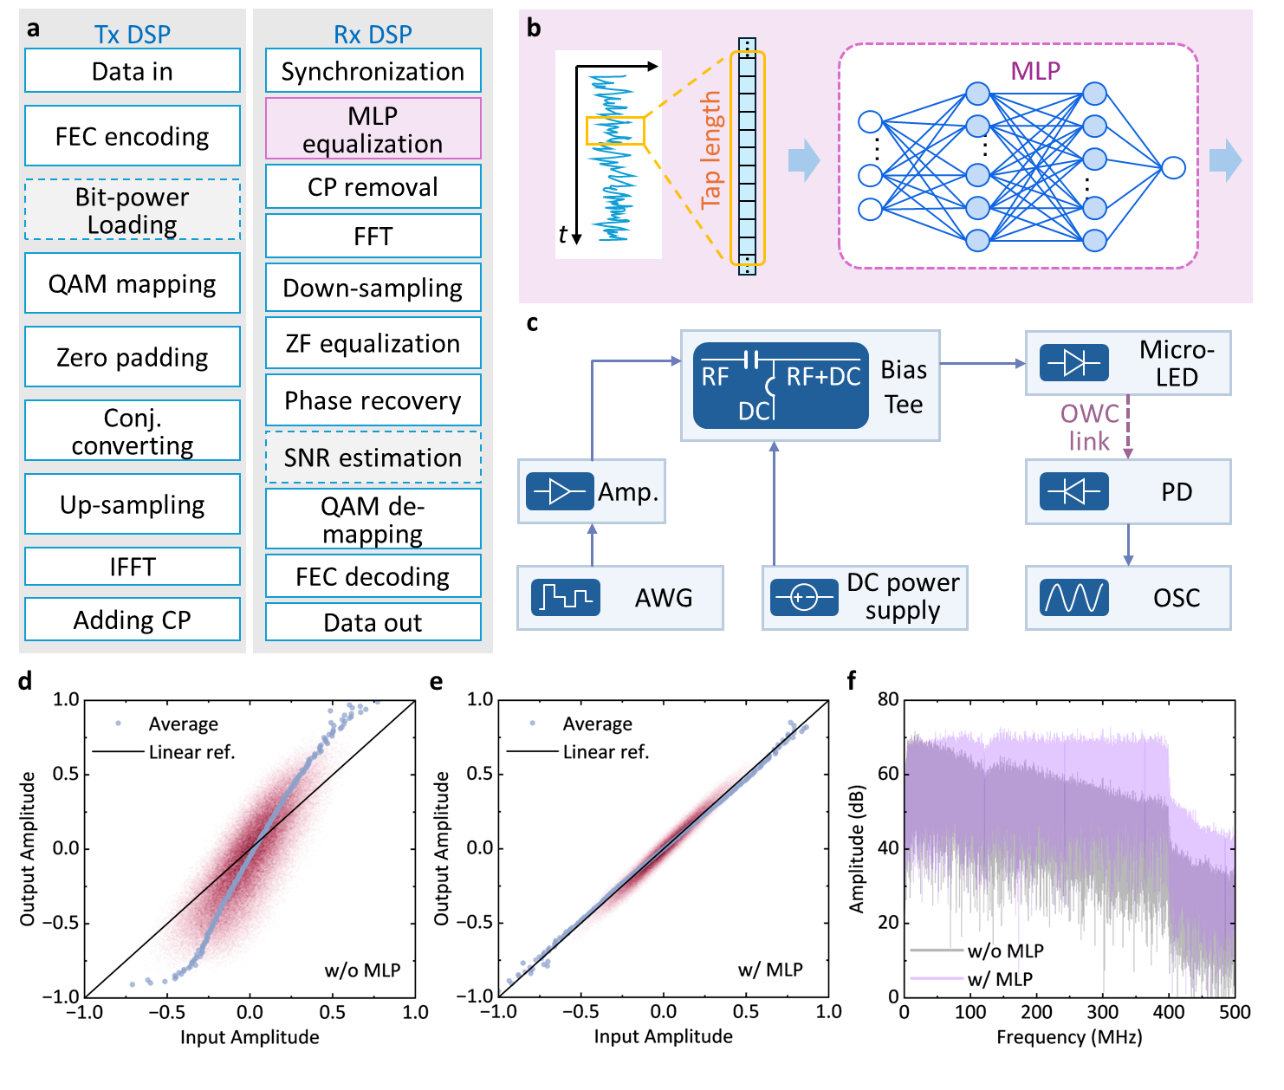 a
Tx DSP
Data in
FEC encoding
Bit-power
Loading
QAM mapping
Zero padding
Conj.
converting
Up-sampling
IFFT
Adding CP
Rx DSP
Synchronization
MLP
equalization
CP removal
FFT
Down-sampling
ZF equalization
Phase recovery
SNR estimation
QAM de-
mapping
FEC decoding
Data out
b
t
Tap length
MLP
c
RF
RF+DC
DC
Bias
Tee
Micro-
LED
OWC
link
Amp.
PD
AWG
DC power
supply
OSC
d
Output Amplitude
1.0
0.5
0.0
−0.5
−1.0
Average
Linear ref.
w/o MLP
−1.0 −0.5 0.0 0.5 1.0
Input Amplitude
e
Output Amplitude
1.0
0.5
0.0
−0.5
−1.0
Average
Linear ref.
w/ MLP
−1.0 −0.5 0.0 0.5 1.0
Input Amplitude
f
Amplitude (dB)
80
60
40
20
0
w/o MLP
w/ MLP
0 100 200 300 400 500
Frequency (MHz)